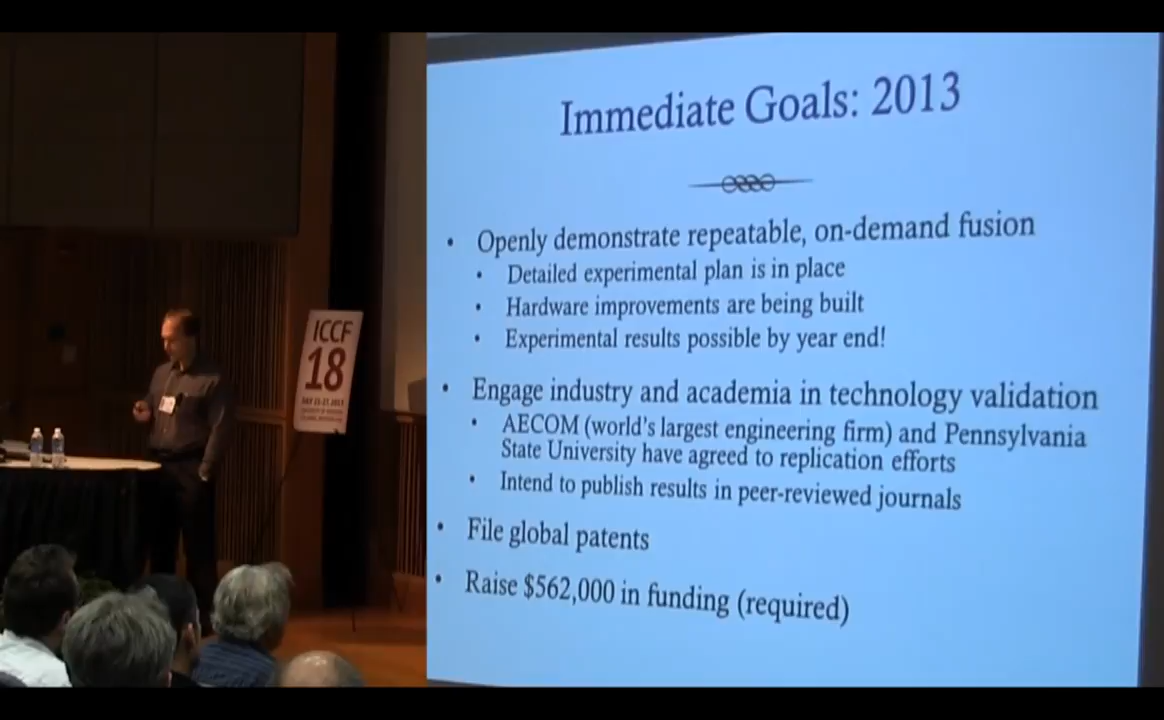 Immediate Goals: 2013
• Openly demonstrate repeatable, on-demand fusion
• Detailed experimental plan is in place
• Hardware improvements are being built
• Experimental results possible by year end!
• Engage industry and academia in technology validation
• AECOM (world's largest engineering firm) and Pennsylvania
State University have agreed to replication efforts
• Intend to publish results in peer-reviewed journals
• File global patents
• Raise $562,000 in funding (required)
ICCF
18